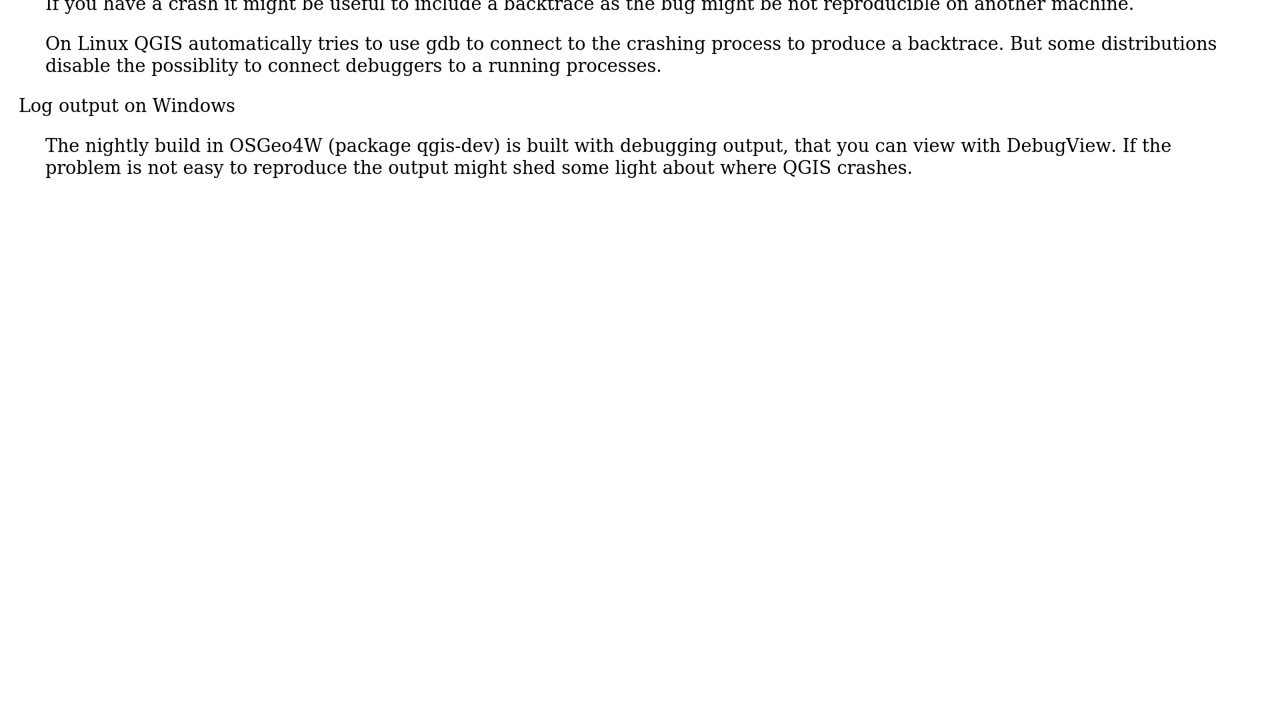 If you have a crash it might be useful to include a backtrace as the bug might be not reproducible on another machine.
On Linux QGIS automatically tries to use gdb to connect to the crashing process to produce a backtrace. But some distributions
disable the possiblity to connect debuggers to a running processes.
Log output on Windows
The nightly build in OSGeo4W (package qgis-dev) is built with debugging output, that you can view with DebugView. If the
problem is not easy to reproduce the output might shed some light about where QGIS crashes.